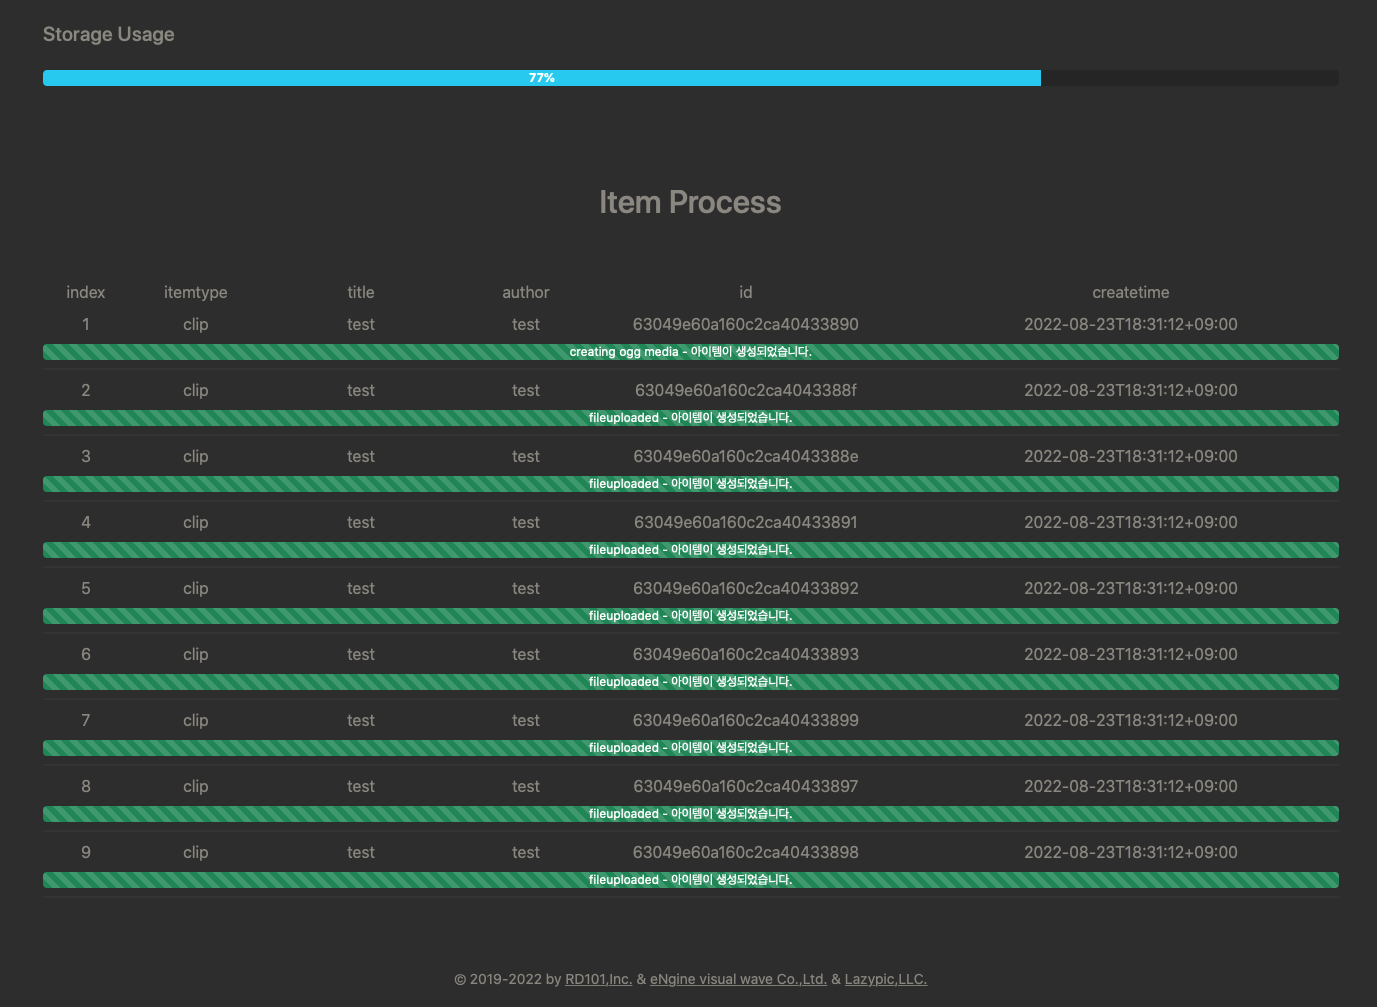 Storage Usage
77%
Item Process
index itemtype title author id createtime
1 clip test test 63049e60a160c2ca40433890 2022-08-23T18:31:12+09:00
creating ogg media - 아이템이 생성되었습니다.
2 clip test test 63049e60a160c2ca4043388f 2022-08-23T18:31:12+09:00
fileuploaded - 아이템이 생성되었습니다.
3 clip test test 63049e60a160c2ca4043388e 2022-08-23T18:31:12+09:00
fileuploaded - 아이템이 생성되었습니다.
4 clip test test 63049e60a160c2ca40433891 2022-08-23T18:31:12+09:00
fileuploaded - 아이템이 생성되었습니다.
5 clip test test 63049e60a160c2ca40433892 2022-08-23T18:31:12+09:00
fileuploaded - 아이템이 생성되었습니다.
6 clip test test 63049e60a160c2ca40433893 2022-08-23T18:31:12+09:00
fileuploaded - 아이템이 생성되었습니다.
7 clip test test 63049e60a160c2ca40433899 2022-08-23T18:31:12+09:00
fileuploaded - 아이템이 생성되었습니다.
8 clip test test 63049e60a160c2ca40433897 2022-08-23T18:31:12+09:00
fileuploaded - 아이템이 생성되었습니다.
9 clip test test 63049e60a160c2ca40433898 2022-08-23T18:31:12+09:00
fileuploaded - 아이템이 생성되었습니다.
© 2019-2022 by RD101,Inc. & eNgine visual wave Co.,Ltd. & Lazypic,LLC.